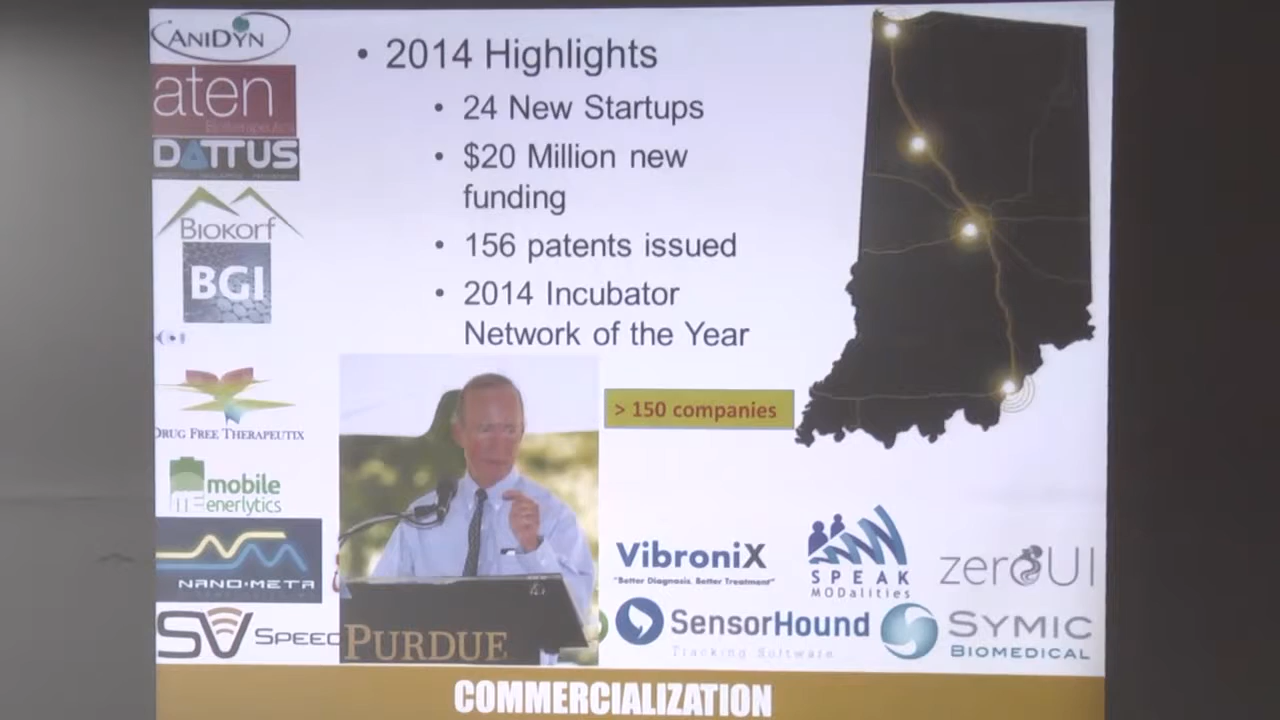 ANIDYN
aten
DATTUS
BIOKORF
BGI
DRUG FREE THERAPEUTIX
mobile
enerlytics
NANO-META
SV SPEEC
• 2014 Highlights
• 24 New Startups
• $20 Million new
funding
• 156 patents issued
• 2014 Incubator
Network of the Year
> 150 companies
PURDUE
VibroniX
"Better Diagnosis. Better Treatment"
SPEAK
MODalities
zeroUI
SensorHound
Tracking Software
SYMIC
BIOMEDICAL
COMMERCIALIZATION